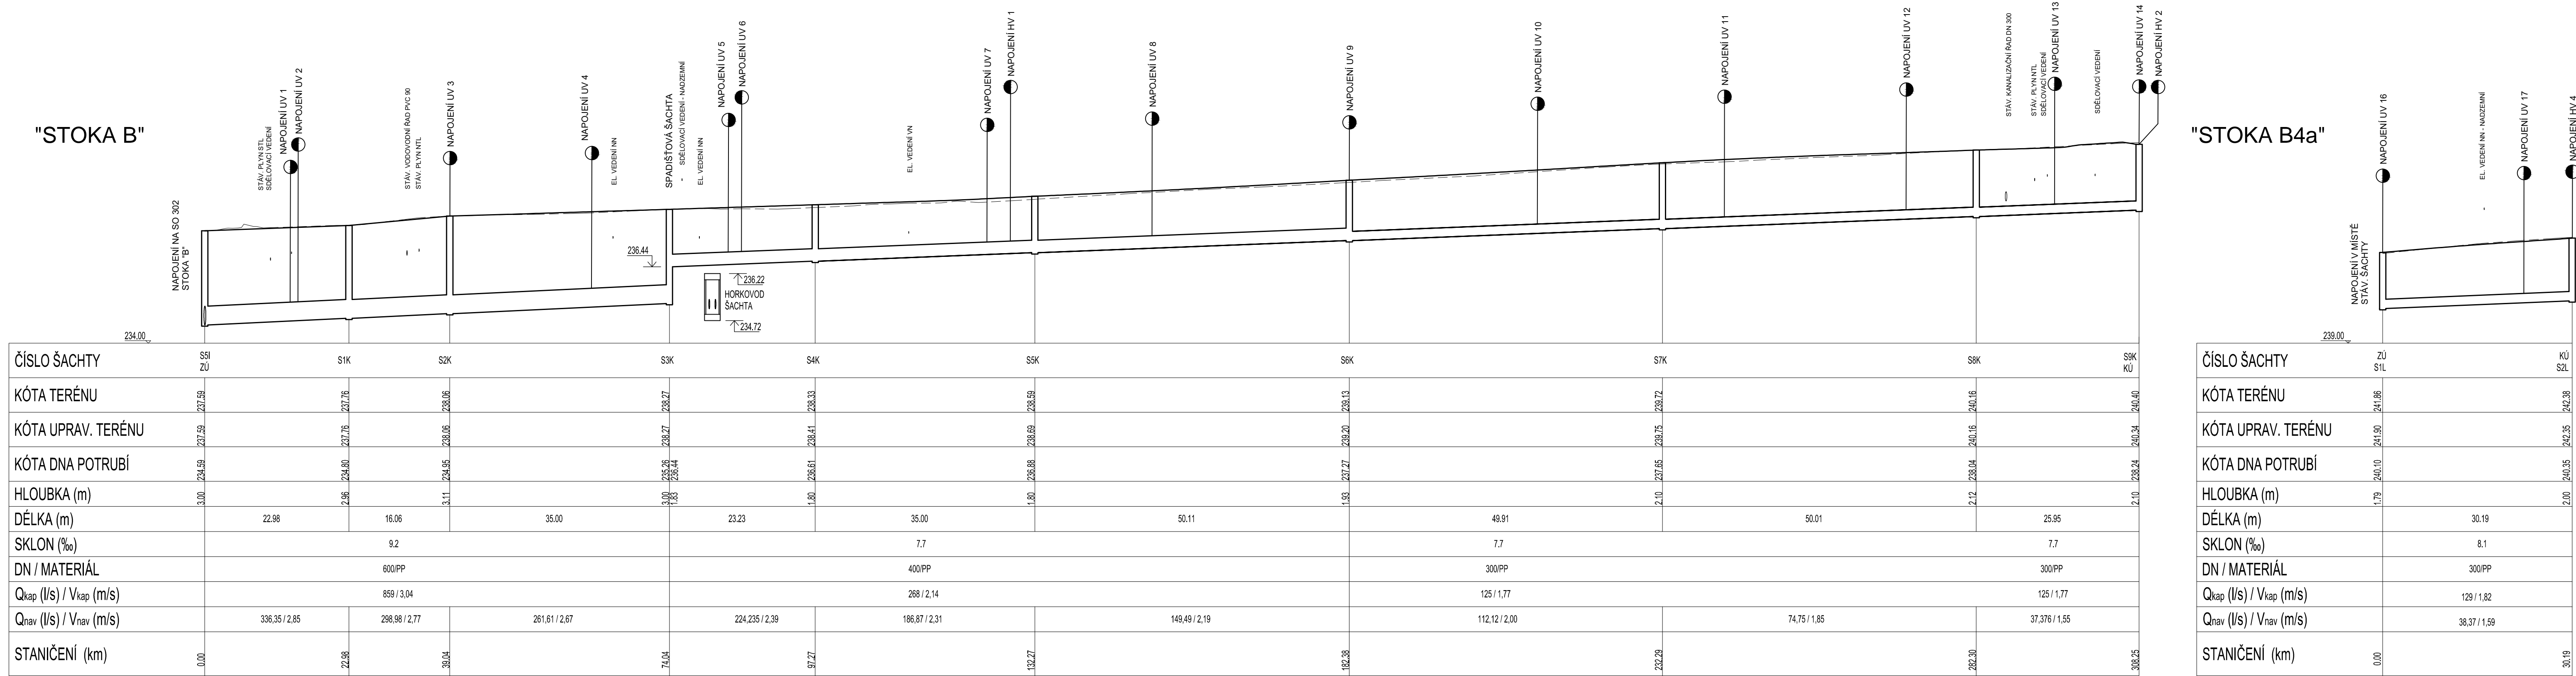 "STOKA B"
NAPOJENÍ NA SO 302
STOKA "B"
STÁV. PLYN STL
SDĚLOVACÍ VEDENÍ
NAPOJENÍ UV 1
NAPOJENÍ UV 2
STÁV. VODOVODNÍ ŘAD PVC 90
STÁV. PLYN NTL
NAPOJENÍ UV 3
NAPOJENÍ UV 4
EL. VEDENÍ NN
SPADIŠŤOVÁ ŠACHTA
- SDĚLOVACÍ VEDENÍ - NADZEMNÍ
EL. VEDENÍ NN
NAPOJENÍ UV 5
NAPOJENÍ UV 6
EL. VEDENÍ VN
NAPOJENÍ UV 7
NAPOJENÍ HV 1
NAPOJENÍ UV 8
NAPOJENÍ UV 9
NAPOJENÍ UV 10
NAPOJENÍ UV 11
NAPOJENÍ UV 12
STÁV. KANALIZAČNÍ ŘAD DN 300
STÁV. PLYN NTL
SDĚLOVACÍ VEDENÍ
NAPOJENÍ UV 13
SDĚLOVACÍ VEDENÍ
NAPOJENÍ UV 14
NAPOJENÍ HV 2
236.44
236,22
HORKOVOD
ŠACHTA
234,72
234.00
ČÍSLO ŠACHTY S5I S1K S2K S3K S4K S5K S6K S7K S8K S9K
ZÚ KÚ
KÓTA TERÉNU 237.59 237.76 238.06 238.27 238.33 238.59 239.13 239.72 240.16 240.40
KÓTA UPRAV. TERÉNU 237.59 237.76 238.06 238.27 238.41 238.69 239.20 239.75 240.16 240.34
KÓTA DNA POTRUBÍ 234.59 234.80 234.95 235.26 236.44 236.61 236.88 237.27 237.65 238.04 238.24
HLOUBKA (m) 3.00 2.96 3.11 3.00 1.83 1.80 1.80 1.93 2.10 2.12 2.10
DÉLKA (m) 22.98 16.06 35.00 23.23 35.00 50.11 49.91 50.01 25.95
SKLON (‰) 9.2 7.7 7.7 7.7
DN / MATERIÁL 600/PP 400/PP 300/PP 300/PP
Qkap (l/s) / Vkap (m/s) 859 / 3,04 268 / 2,14 125 / 1,77 125 / 1,77
Qnav (l/s) / Vnav (m/s) 336,35 / 2,85 298,98 / 2,77 261,61 / 2,67 224,235 / 2,39 186,87 / 2,31 149,49 / 2,19 112,12 / 2,00 74,75 / 1,85 37,376 / 1,55
STANIČENÍ (km) 0.00 22.98 39.04 74.04 97.27 132.27 182.38 232.29 282.30 308.25
"STOKA B4a"
NAPOJENÍ V MÍSTĚ
STÁV. ŠACHTY
NAPOJENÍ UV 16
EL. VEDENÍ NN - NADZEMNÍ
NAPOJENÍ UV 17
NAPOJENÍ HV 4
239.00
ČÍSLO ŠACHTY ZÚ KÚ
S1L S2L
KÓTA TERÉNU 241.86 242.38
KÓTA UPRAV. TERÉNU 241.90 242.35
KÓTA DNA POTRUBÍ 240.10 240.35
HLOUBKA (m) 1.79 2.00
DÉLKA (m) 30.19
SKLON (‰) 8.1
DN / MATERIÁL 300/PP
Qkap (l/s) / Vkap (m/s) 129 / 1,82
Qnav (l/s) / Vnav (m/s) 38,37 / 1,59
STANIČENÍ (km) 0.00 30.19